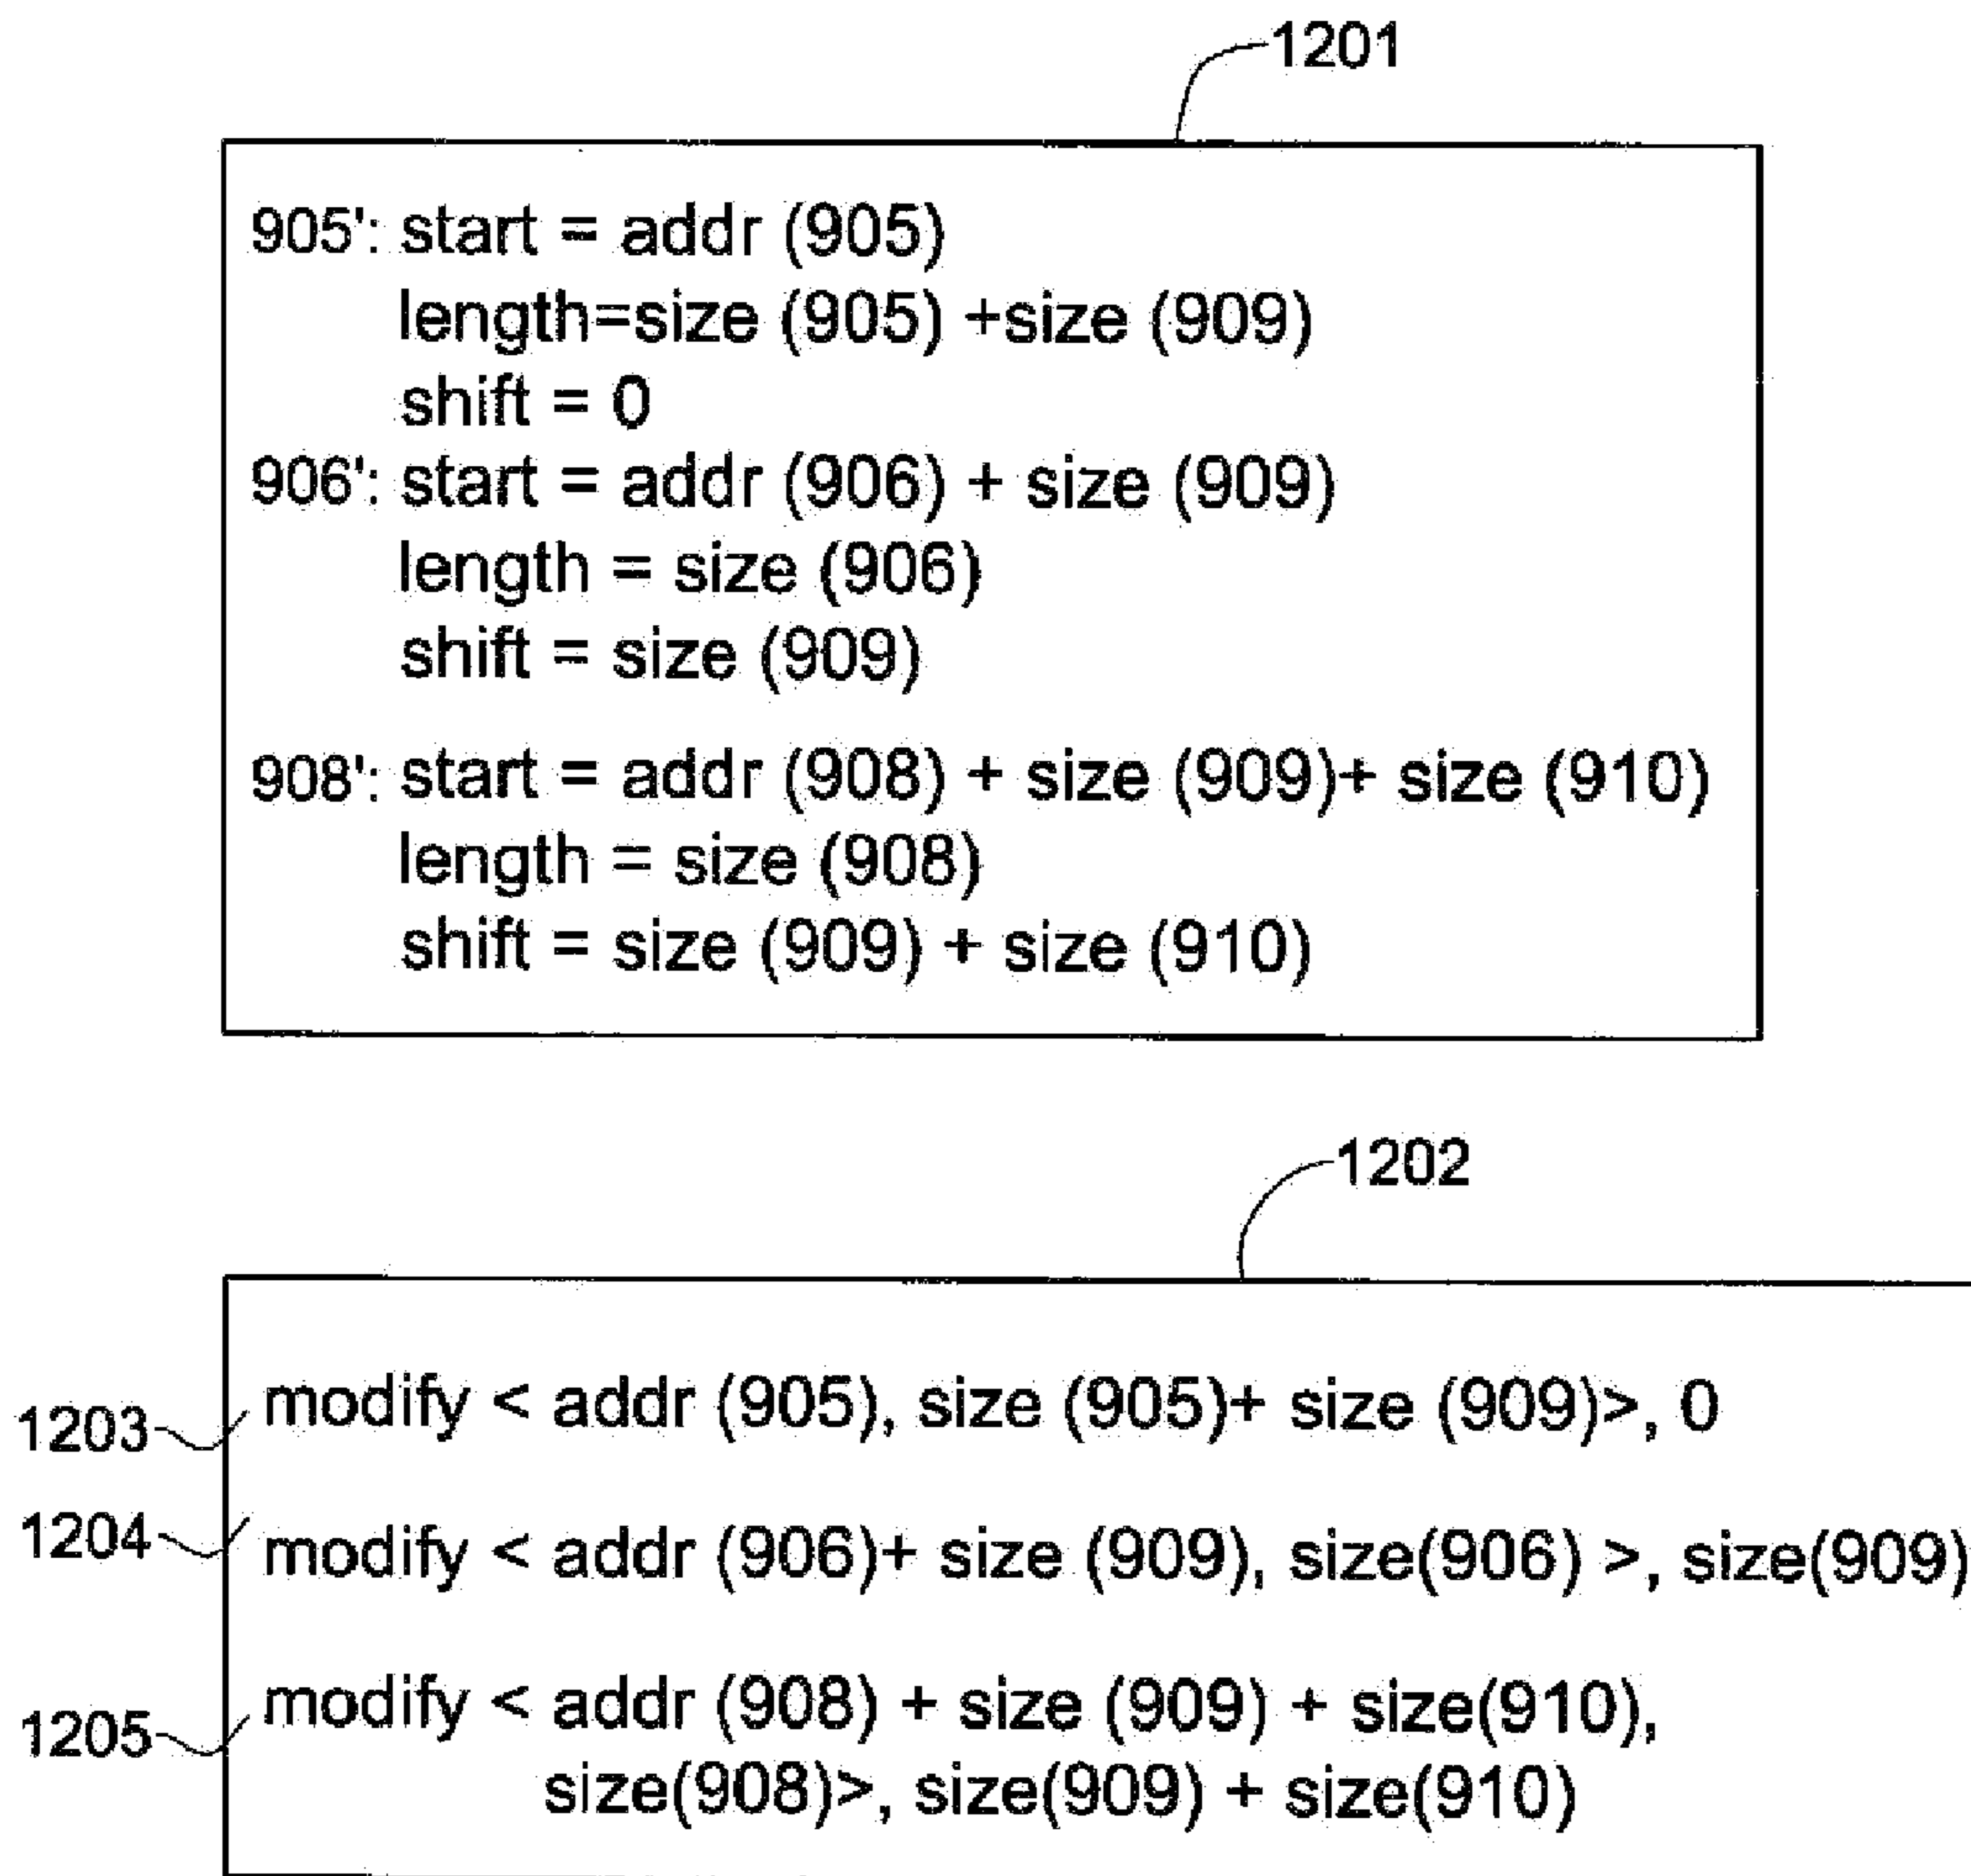 1201
905': start = addr (905)
length=size (905) +size (909)
shift = 0
906': start = addr (906) + size (909)
length = size (906)
shift = size (909)
908': start = addr (908) + size (909)+ size (910)
length = size (908)
shift = size (909) + size (910)
1202
1203 modify < addr (905), size (905)+ size (909)>, 0
1204 modify < addr (906)+ size (909), size(906) >, size(909)
1205 modify < addr (908) + size (909) + size(910),
size(908)>, size(909) + size(910)